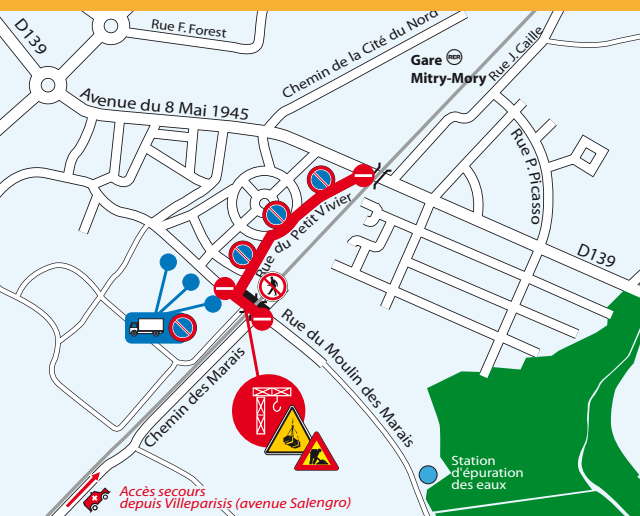 D139
Rue F. Forest
Chemin de la Cité du Nord
Gare RER
Mitry-Mory
Rue J. Caille
Avenue du 8 Mai 1945
Rue P. Picasso
Rue du Petit Vivier
D139
Rue du Moulin des Marais
Chemin des Marais
Station
d'épuration
des eaux
Accès secours
depuis Villeparisis (avenue Salengro)